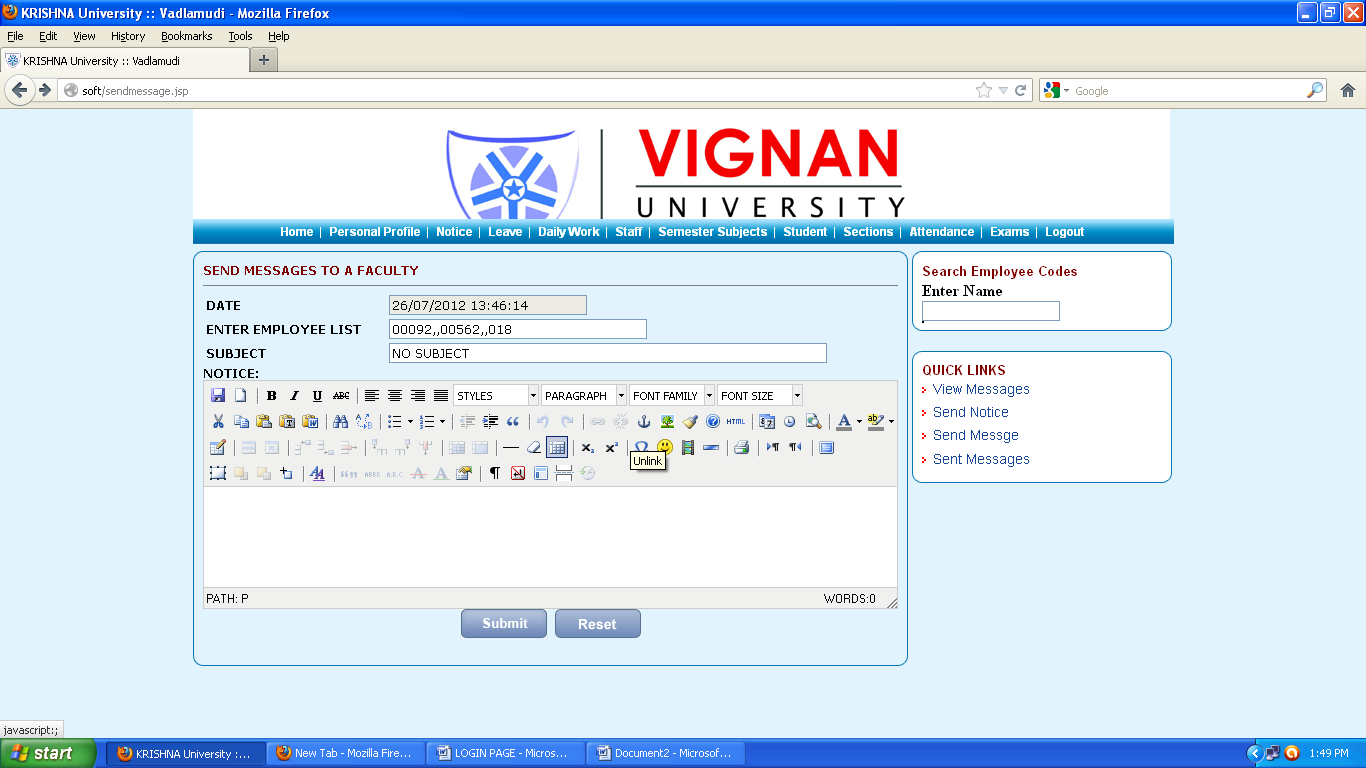 KRISHNA University :: Vadlamudi - Mozilla Firefox
File Edit View History Bookmarks Tools Help
KRISHNA University :: Vadlamudi
soft/sendmessage.jsp
Google
VIGNAN
UNIVERSITY
Home | Personal Profile | Notice | Leave | Daily Work | Staff | Semester Subjects | Student | Sections | Attendance | Exams | Logout
SEND MESSAGES TO A FACULTY
DATE 26/07/2012 13:46:14
ENTER EMPLOYEE LIST 00092,,00562,,018
SUBJECT NO SUBJECT
NOTICE:
B I U ABC STYLES PARAGRAPH FONT FAMILY FONT SIZE
HTML A ab
Unlink
A A.B.C. A A
PATH: P WORDS:0
Submit Reset
Search Employee Codes
Enter Name
QUICK LINKS
View Messages
Send Notice
Send Messge
Sent Messages
javascript:;
start KRISHNA University :... New Tab - Mozilla Fire... LOGIN PAGE - Micros... Document2 - Microsof... 1:49 PM